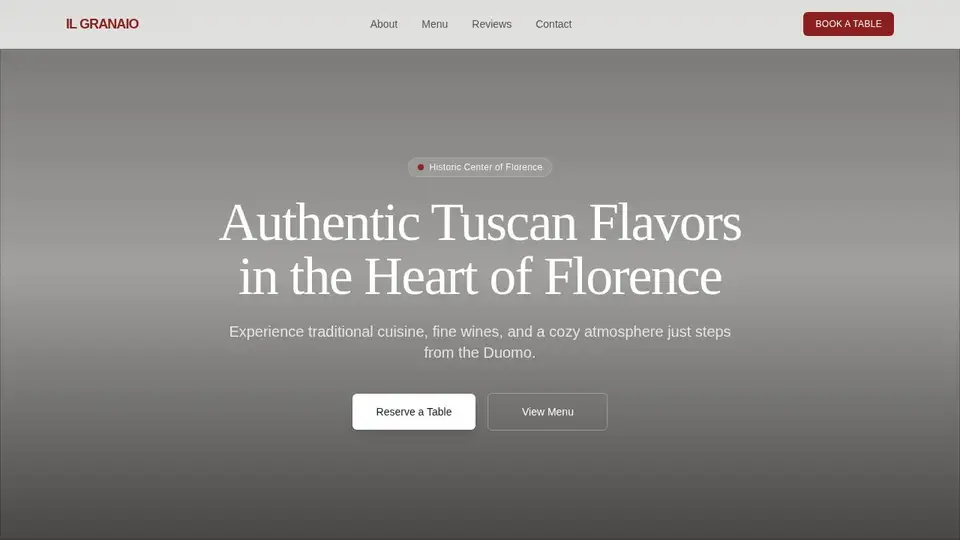 IL GRANAIO
About
Menu
Reviews
Contact
BOOK A TABLE
Historic Center of Florence
Authentic Tuscan Flavors
in the Heart of Florence
Experience traditional cuisine, fine wines, and a cozy atmosphere just steps
from the Duomo.
Reserve a Table
View Menu